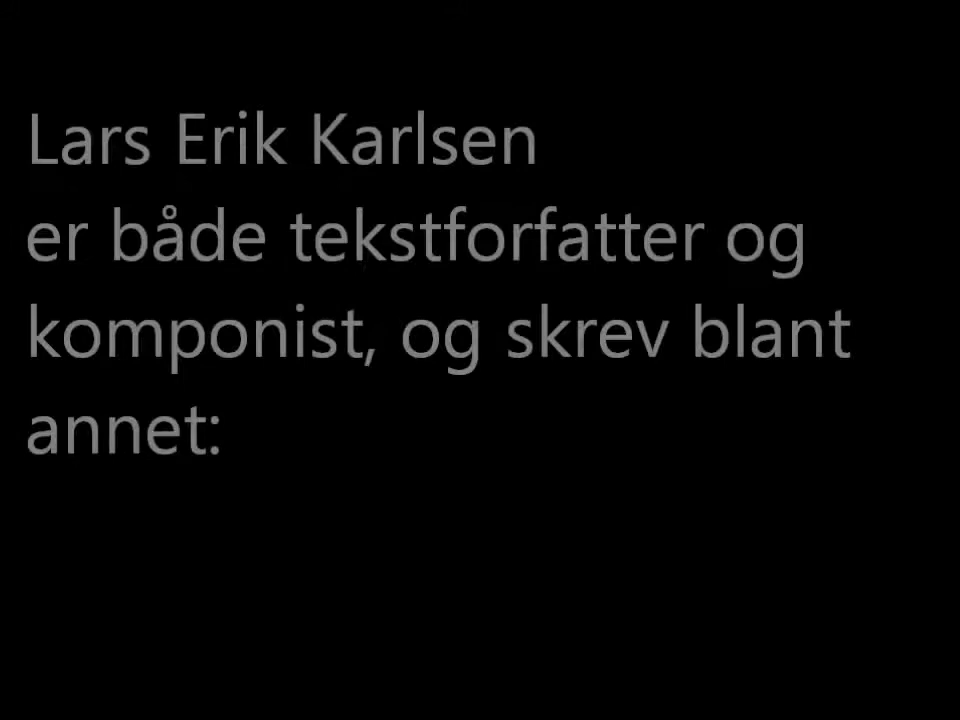 Lars Erik Karlsen
er både tekstforfatter og
komponist, og skrev blant
annet: